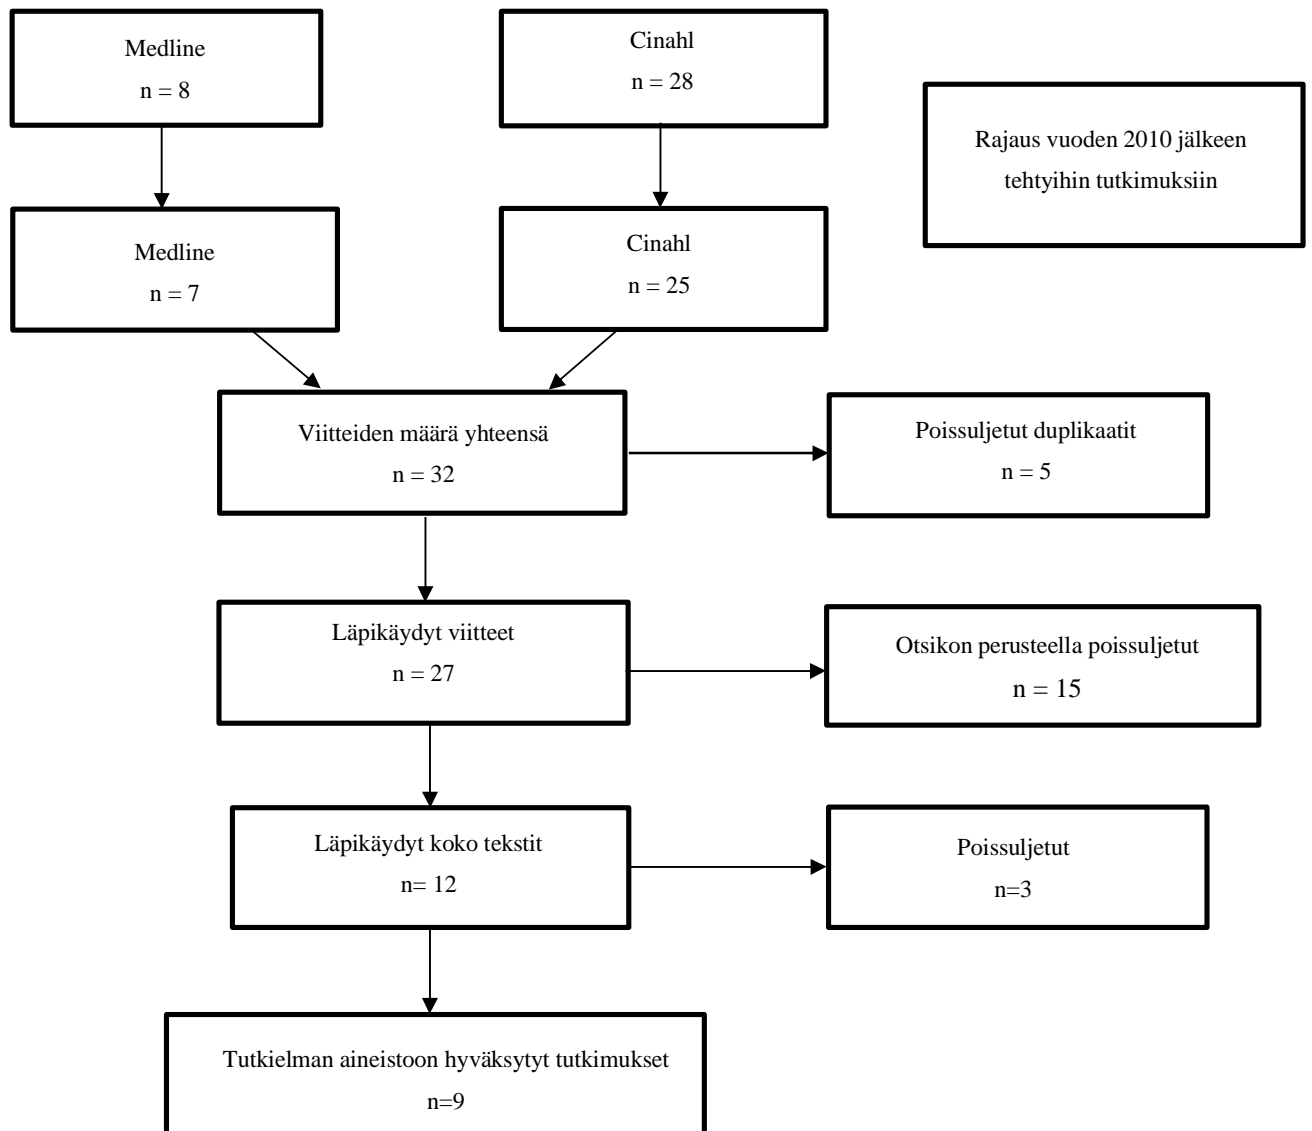 Medline
n = 8
Cinahl
n = 28
Rajaus vuoden 2010 jälkeen
tehtyihin tutkimuksiin
Medline
n = 7
Cinahl
n = 25
Viitteiden määrä yhteensä
n = 32
Poissuljetut duplikaatit
n = 5
Läpikäydyt viitteet
n = 27
Otsikon perusteella poissuljetut
n = 15
Läpikäydyt koko tekstit
n= 12
Poissuljetut
n=3
Tutkielman aineistoon hyväksytyt tutkimukset
n=9